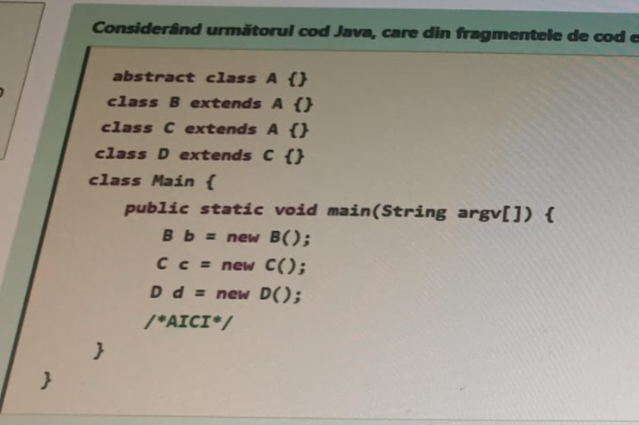 Considerând următorul cod Java, care din fragmentele de cod
abstract class A {}
class B extends A {}
class C extends A {}
class D extends C {}
class Main {
public static void main(String argv[]) {
B b = new B();
C c = new C();
D d = new D();
/*AICI*/
}
}